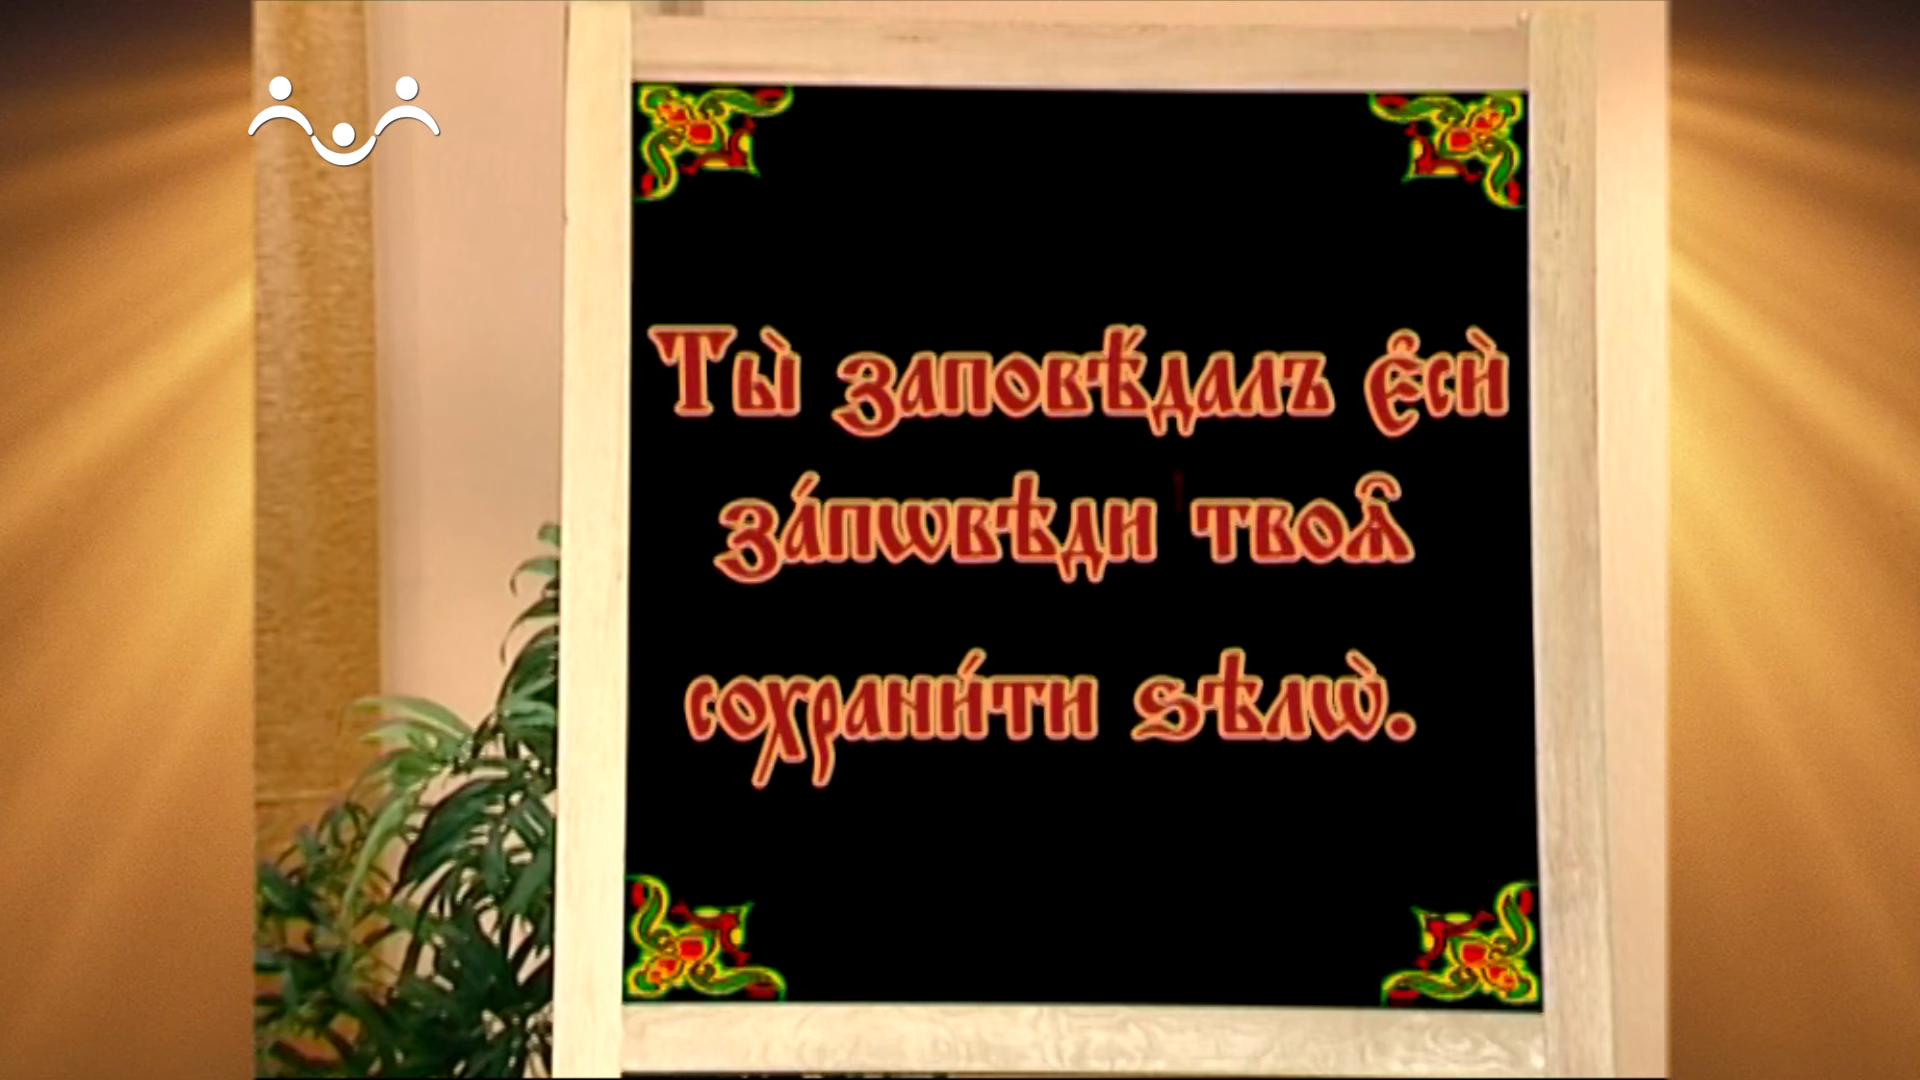 Ты̀ заповѣ́далъ є҆сѝ
за́пѡвѣди твоѧ҆̑
сохрани́ти ѕѣлѡ̀.